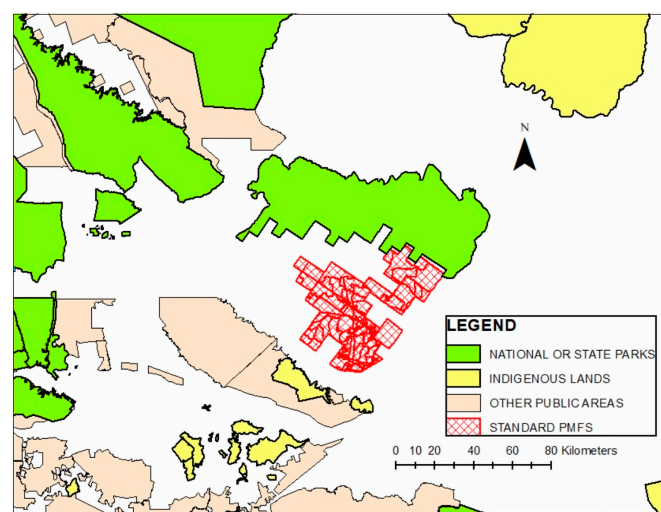 N
LEGEND
NATIONAL OR STATE PARKS
INDIGENOUS LANDS
OTHER PUBLIC AREAS
STANDARD PMFS
0 10 20 40 60 80 Kilometers